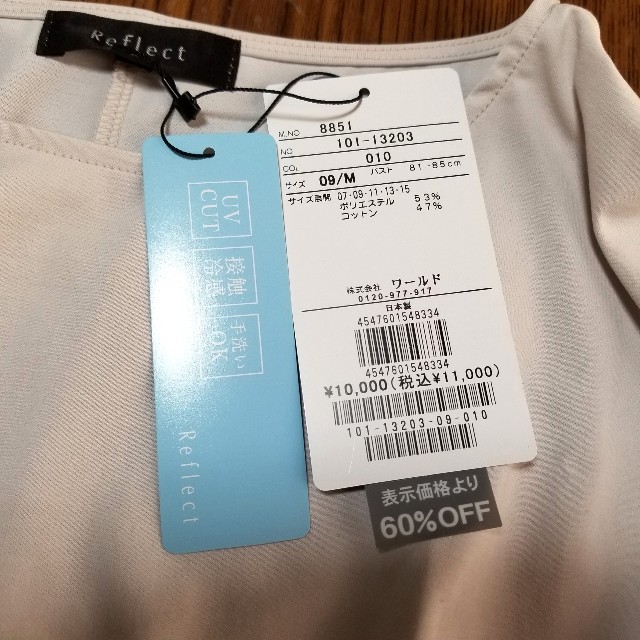 Reflect
UV
CUT
接触
冷感
手洗い
OK
Reflect
M.NO 8851
NO 101-13203
COL 010
サイズ 09/M バスト 81-85cm
サイズ展開 07・09・11・13・15
ポリエステル 53%
コットン 47%
株式会社 ワールド
0120-977-917
日本製
4547601548334
4547601548334
¥10,000(税込¥11,000)
101-13203-09-010
表示価格より
60%OFF